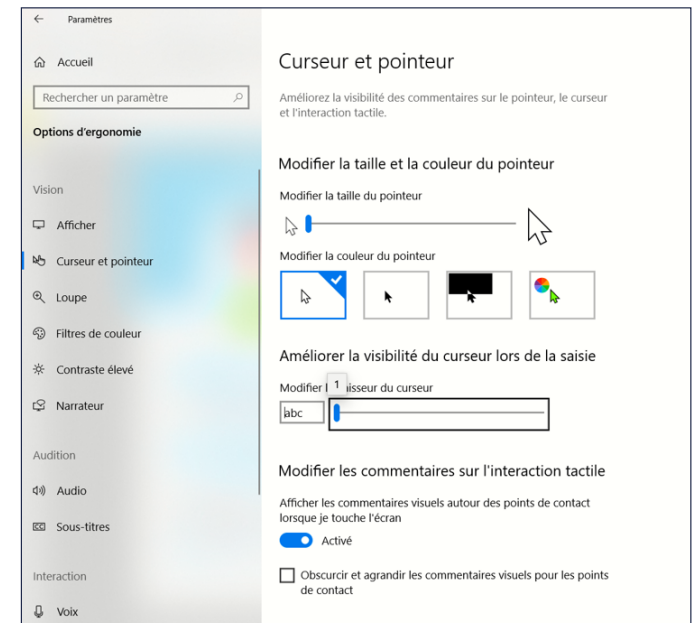 Paramètres
Accueil
Rechercher un paramètre
Options d'ergonomie
Vision
Afficher
Curseur et pointeur
Loupe
Filtres de couleur
Contraste élevé
Narrateur
Audition
Audio
Sous-titres
Interaction
Voix
Curseur et pointeur
Améliorez la visibilité des commentaires sur le pointeur, le curseur
et l'interaction tactile.
Modifier la taille et la couleur du pointeur
Modifier la taille du pointeur
Modifier la couleur du pointeur
Améliorer la visibilité du curseur lors de la saisie
Modifier 1 isseur du curseur
abc
Modifier les commentaires sur l'interaction tactile
Afficher les commentaires visuels autour des points de contact
lorsque je touche l'écran
Activé
Obscurcir et agrandir les commentaires visuels pour les points
de contact